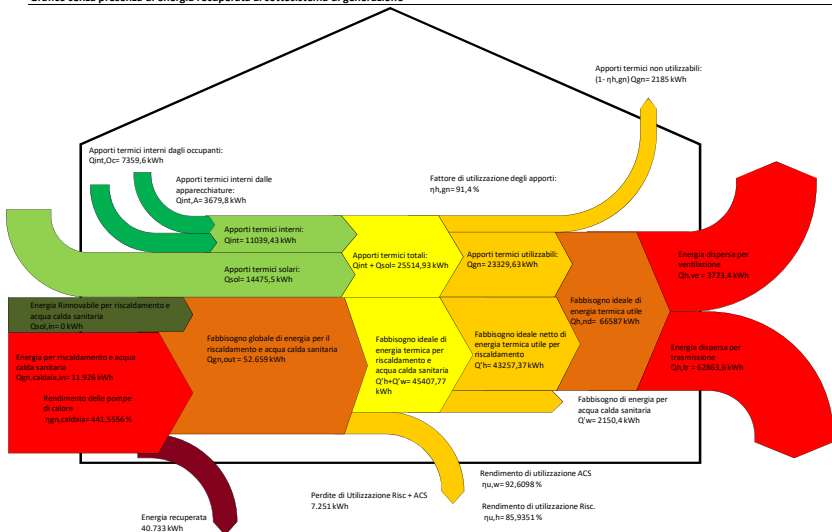 Grafico senza presenza di energia recuperata di sottosistema di generazione
Apporti termici non utilizzabili:
(1- ηh,gn) Qgn= 2185 kWh
Apporti termici interni dagli occupanti:
Qint,Oc= 7359,6 kWh
Apporti termici interni dalle
apparecchiature:
Qint,A= 3679,8 kWh
Fattore di utilizzazione degli apporti:
ηh,gn= 91,4 %
Apporti termici interni:
Qint= 11039,43 kWh
Apporti termici totali:
Qint + Qsol= 25514,93 kWh
Apporti termici utilizzabili:
Qgn= 23329,63 kWh
Energia dispersa per
ventilazione
Qh,ve= 3723,4 kWh
Apporti termici solari:
Qsol= 14475,5 kWh
Energia Rinnovabile per riscaldamento e
acqua calda sanitaria
Qsol,in= 0 kWh
Fabbisogno ideale di
energia termica utile
Qh,nd= 66587 kWh
Fabbisogno globale di energia per il
riscaldamento e acqua calda sanitaria
Qgn,out = 52.659 kWh
Fabbisogno ideale di
energia termica per
riscaldamento e
acqua calda sanitaria
Q'h+Q'w= 45407,77
kWh
Fabbisogno ideale netto di
energia termica utile per
riscaldamento
Q'h= 43257,37 kWh
Energia dispersa per
trasmissione
Qh,tr= 62863,6 kWh
Energia per riscaldamento e acqua
calda sanitaria
Qgn,caldaia,in= 11.926 kWh
Rendimento delle pompe
di calore
ηgn,caldaia= 441,5556 %
Fabbisogno di energia per
acqua calda sanitaria
Q'w= 2150,4 kWh
Perdite di Utilizzazione Risc + ACS
7.251 kWh
Rendimento di utilizzazione ACS
ηu,w= 92,6098 %
Rendimento di utilizzazione Risc.
ηu,h= 85,9351 %
Energia recuperata
40.733 kWh